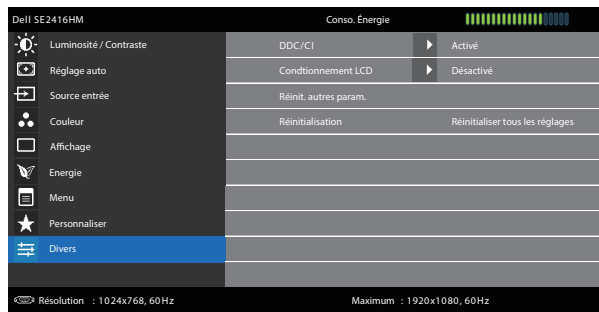 Dell SE2416HM Conso. Énergie
Luminosité / Contraste DDC/CI Activé
Réglage auto Condtionnement LCD Désactivé
Source entrée Réinit. autres param.
Couleur Réinitialisation Réinitialiser tous les réglages
Affichage
Energie
Menu
Personnaliser
Divers
Résolution : 1024x768, 60Hz Maximum : 1920x1080, 60Hz